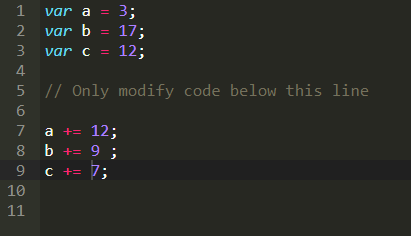 1 var a = 3;
2 var b = 17;
3 var c = 12;
4
5 // Only modify code below this line
6
7 a += 12;
8 b += 9 ;
9 c += 7;
10
11